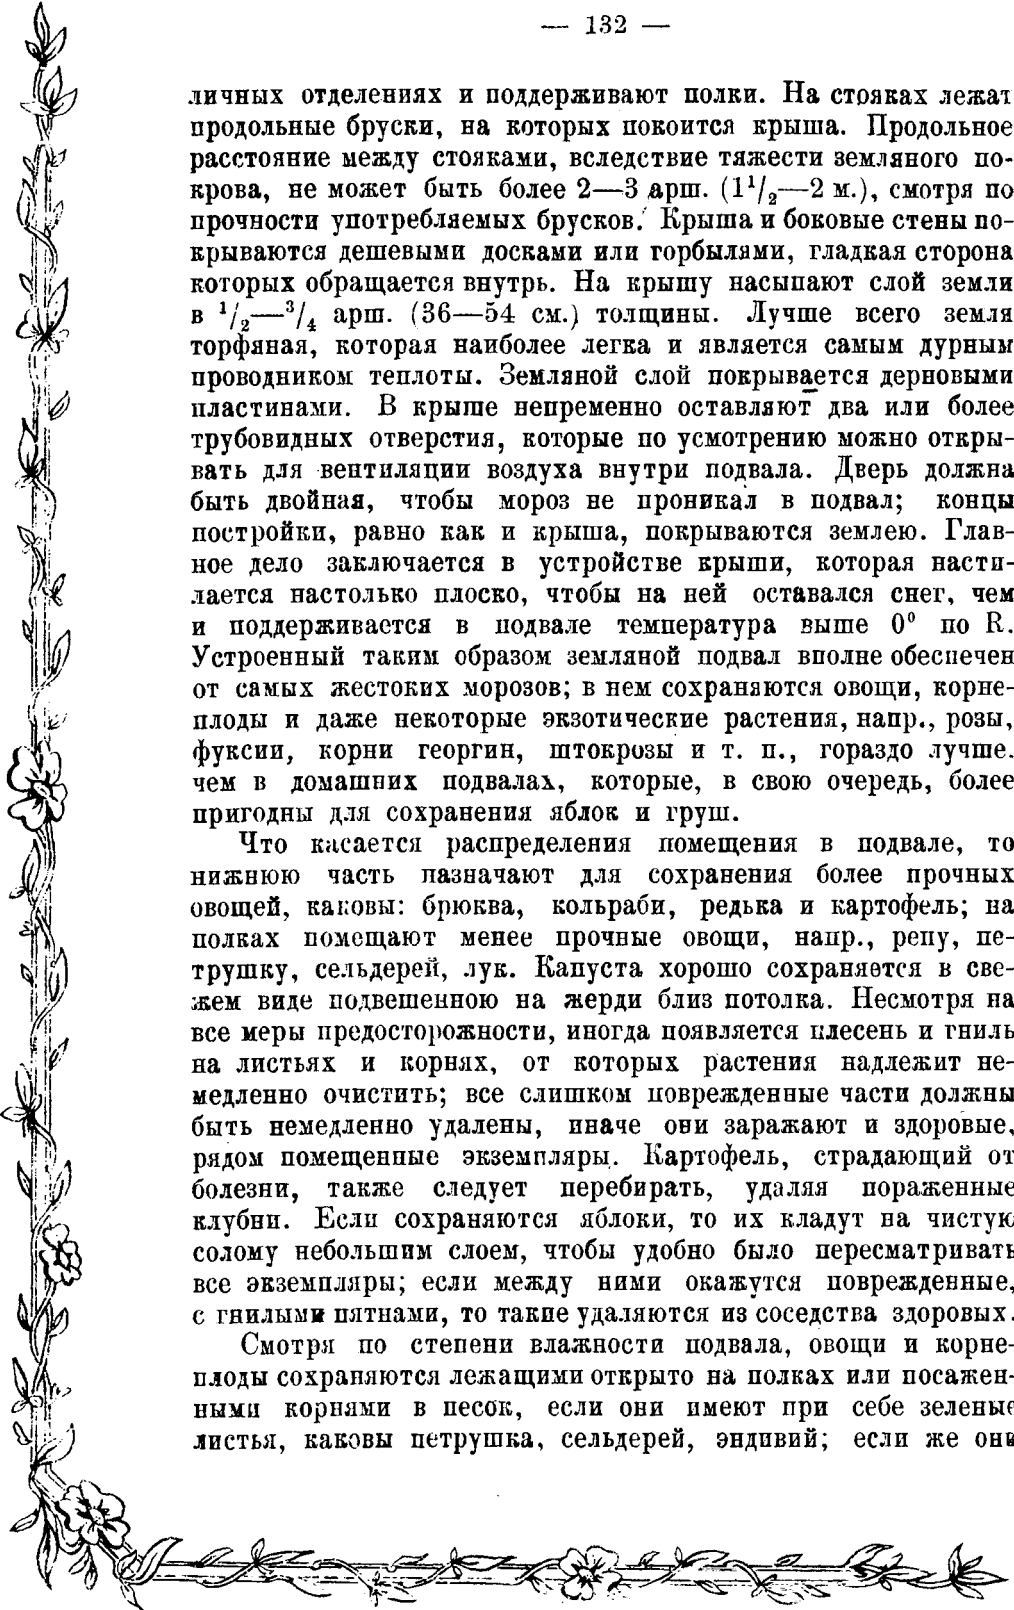 — 132 —
личных отделениях и поддерживают полки. На стояках лежат
продольные бруски, на которых покоится крыша. Продольное
расстояние между стояками, вследствие тяжести земляного по-
крова, не может быть более 2—3 арш. (1¹/₂—2 м.), смотря по
прочности употребляемых брусков. Крыша и боковые стены по-
крываются дешевыми досками или горбылями, гладкая сторона
которых обращается внутрь. На крышу насыпают слой земли
в ¹/₂—³/₄ арш. (36—54 см.) толщины. Лучше всего земля
торфяная, которая наиболее легка и является самым дурным
проводником теплоты. Земляной слой покрывается дерновыми
пластинами. В крыше непременно оставляют два или более
трубовидных отверстия, которые по усмотрению можно откры-
вать для вентиляции воздуха внутри подвала. Дверь должна
быть двойная, чтобы мороз не проникал в подвал; концы
постройки, равно как и крыша, покрываются землею. Глав-
ное дело заключается в устройстве крыши, которая насти-
лается настолько плоско, чтобы на ней оставался снег, чем
и поддерживается в подвале температура выше 0° по R.
Устроенный таким образом земляной подвал вполне обеспечен
от самых жестоких морозов; в нем сохраняются овощи, корне-
плоды и даже некоторые экзотические растения, напр., розы,
фуксии, корни георгин, штокрозы и т. п., гораздо лучше.
чем в домашних подвалах, которые, в свою очередь, более
пригодны для сохранения яблок и груш.
Что касается распределения помещения в подвале, то
нижнюю часть назначают для сохранения более прочных
овощей, каковы: брюква, кольраби, редька и картофель; на
полках помещают менее прочные овощи, напр., репу, пе-
трушку, сельдерей, лук. Капуста хорошо сохраняется в све-
жем виде подвешенною на жерди близ потолка. Несмотря на
все меры предосторожности, иногда появляется плесень и гниль
на листьях и корнях, от которых растения надлежит не-
медленно очистить; все слишком поврежденные части должны
быть немедленно удалены, иначе они заражают и здоровые,
рядом помещенные экземпляры. Картофель, страдающий от
болезни, также следует перебирать, удаляя пораженные
клубни. Если сохраняются яблоки, то их кладут на чистую
солому небольшим слоем, чтобы удобно было пересматривать
все экземпляры; если между ними окажутся поврежденные,
с гнилыми пятнами, то такие удаляются из соседства здоровых.
Смотря по степени влажности подвала, овощи и корне-
плоды сохраняются лежащими открыто на полках или посажен-
ными корнями в песок, если они имеют при себе зеленые
листья, каковы петрушка, сельдерей, эндивий; если же они